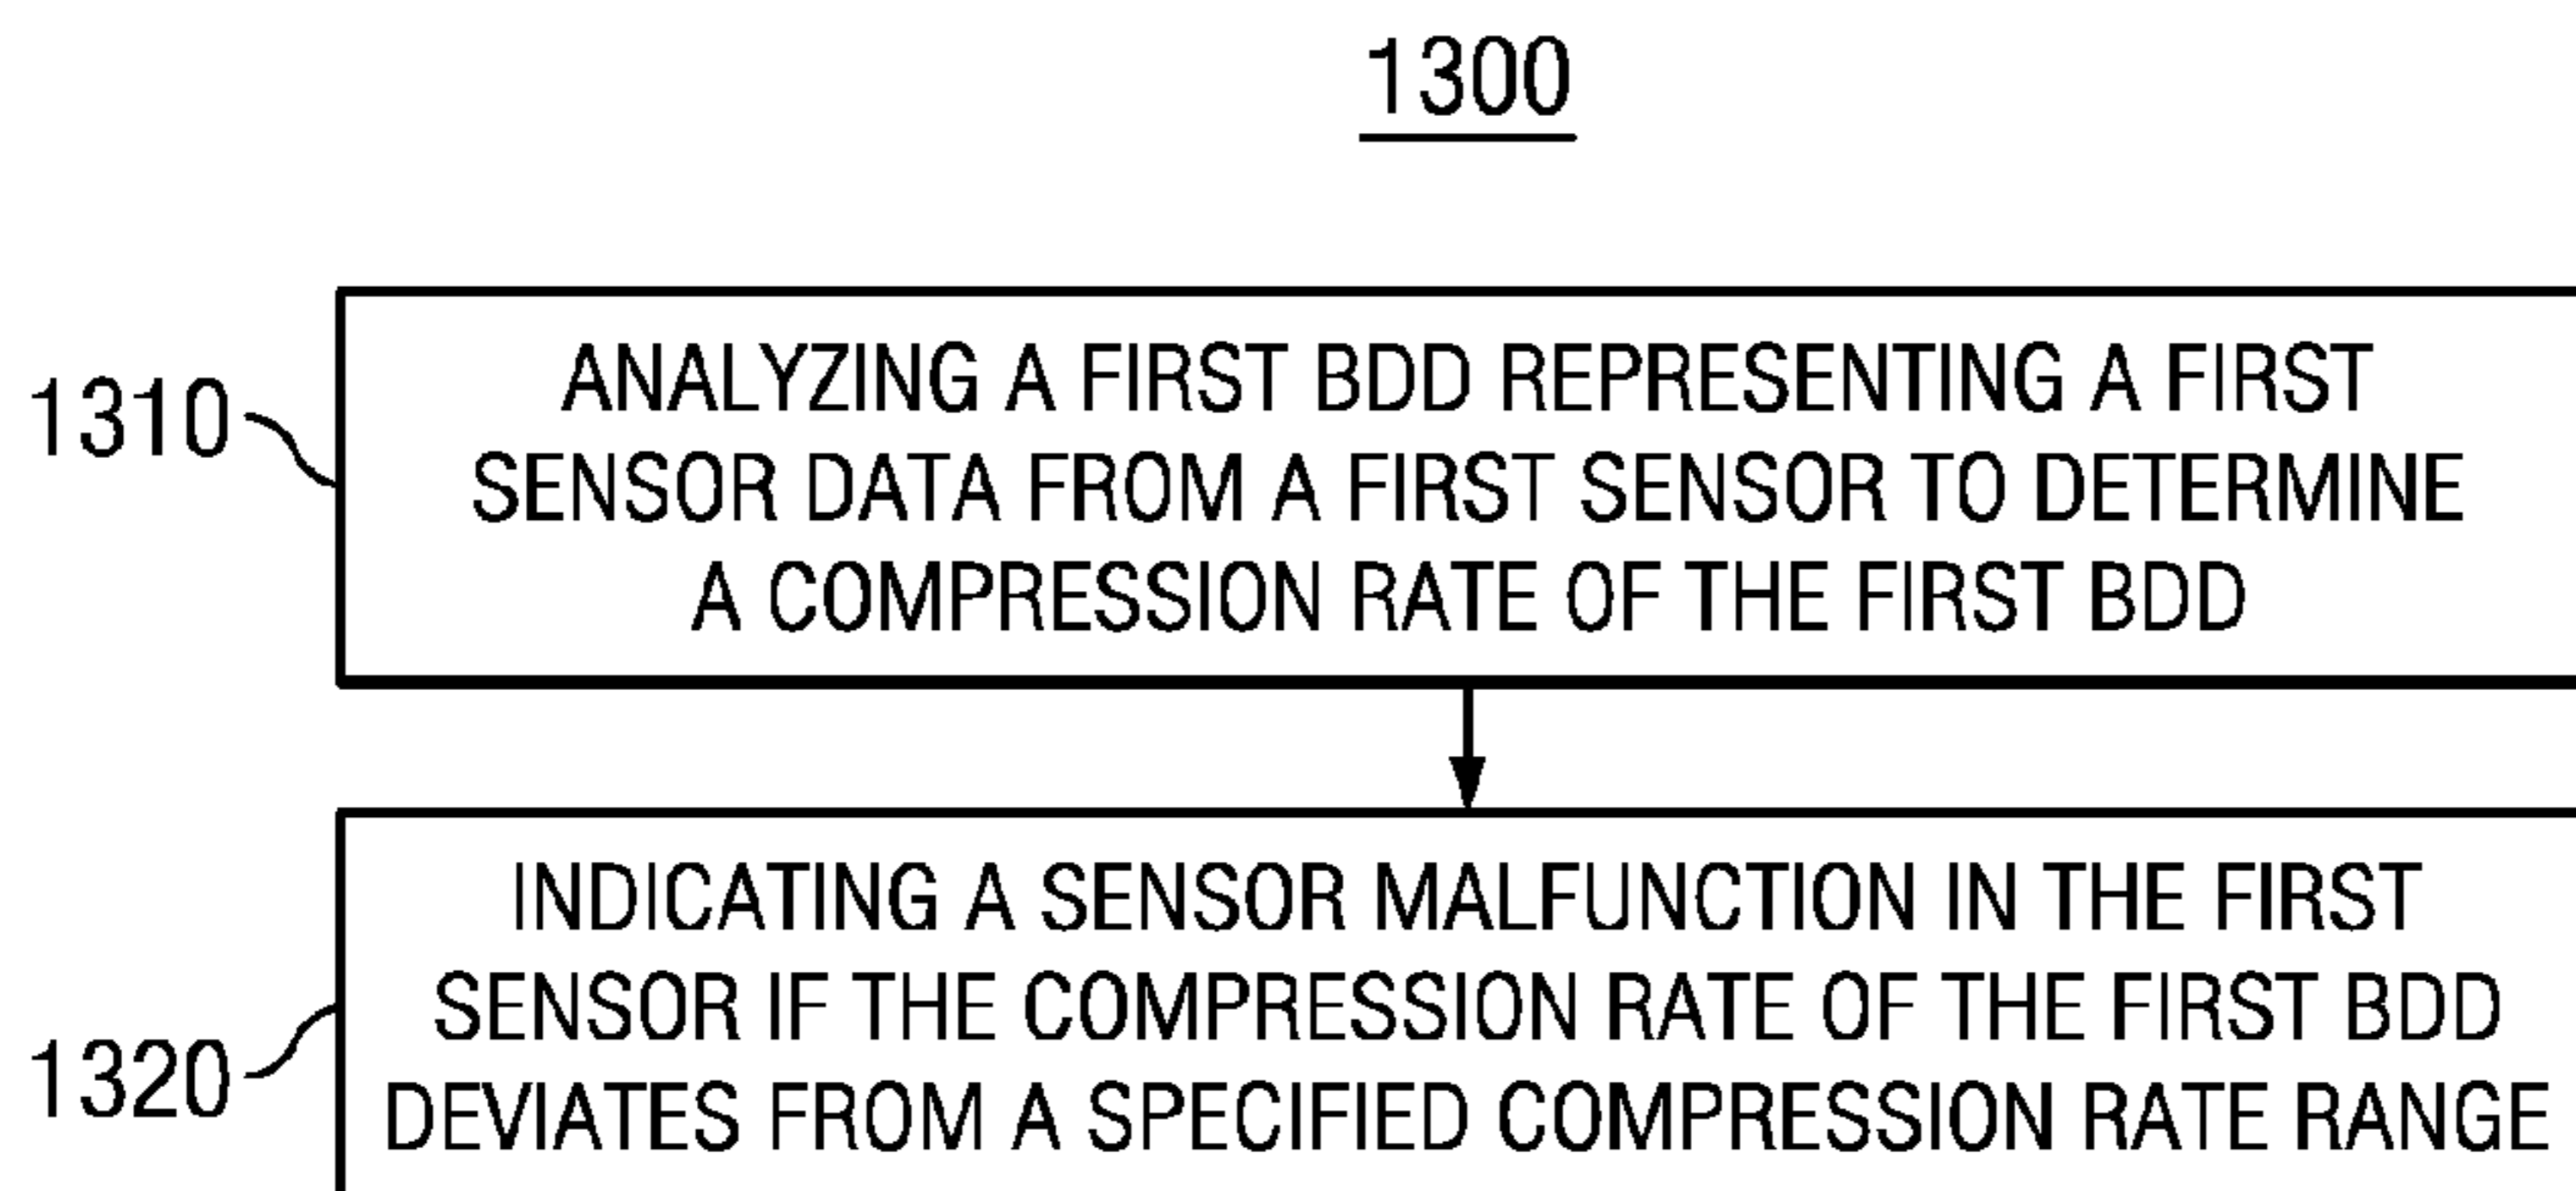 1300
1310
ANALYZING A FIRST BDD REPRESENTING A FIRST
SENSOR DATA FROM A FIRST SENSOR TO DETERMINE
A COMPRESSION RATE OF THE FIRST BDD
1320
INDICATING A SENSOR MALFUNCTION IN THE FIRST
SENSOR IF THE COMPRESSION RATE OF THE FIRST BDD
DEVIATES FROM A SPECIFIED COMPRESSION RATE RANGE